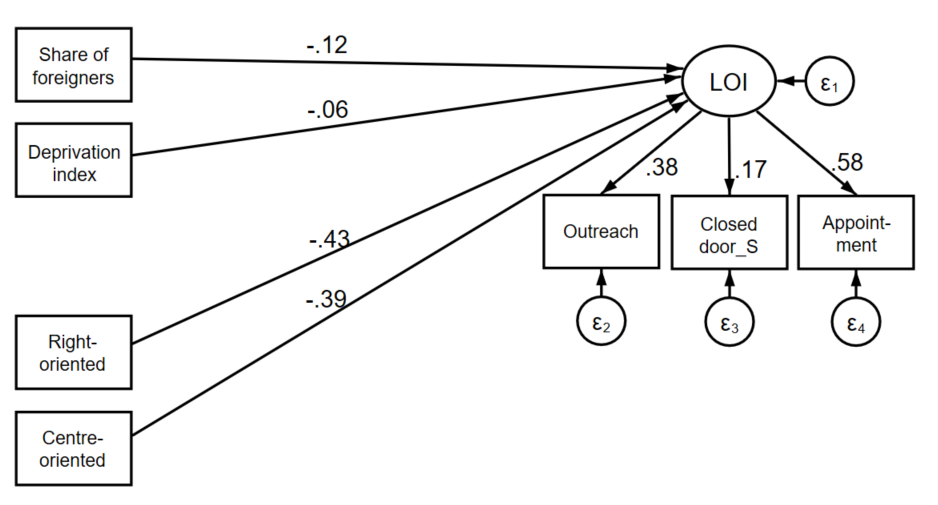 Share of
foreigners
-.12
LOI
ε1
Deprivation
index
-.06
.38
.17
.58
Outreach
Closed
door_S
Appoint-
ment
-.43
-.39
ε2
ε3
ε4
Right-
oriented
Centre-
oriented